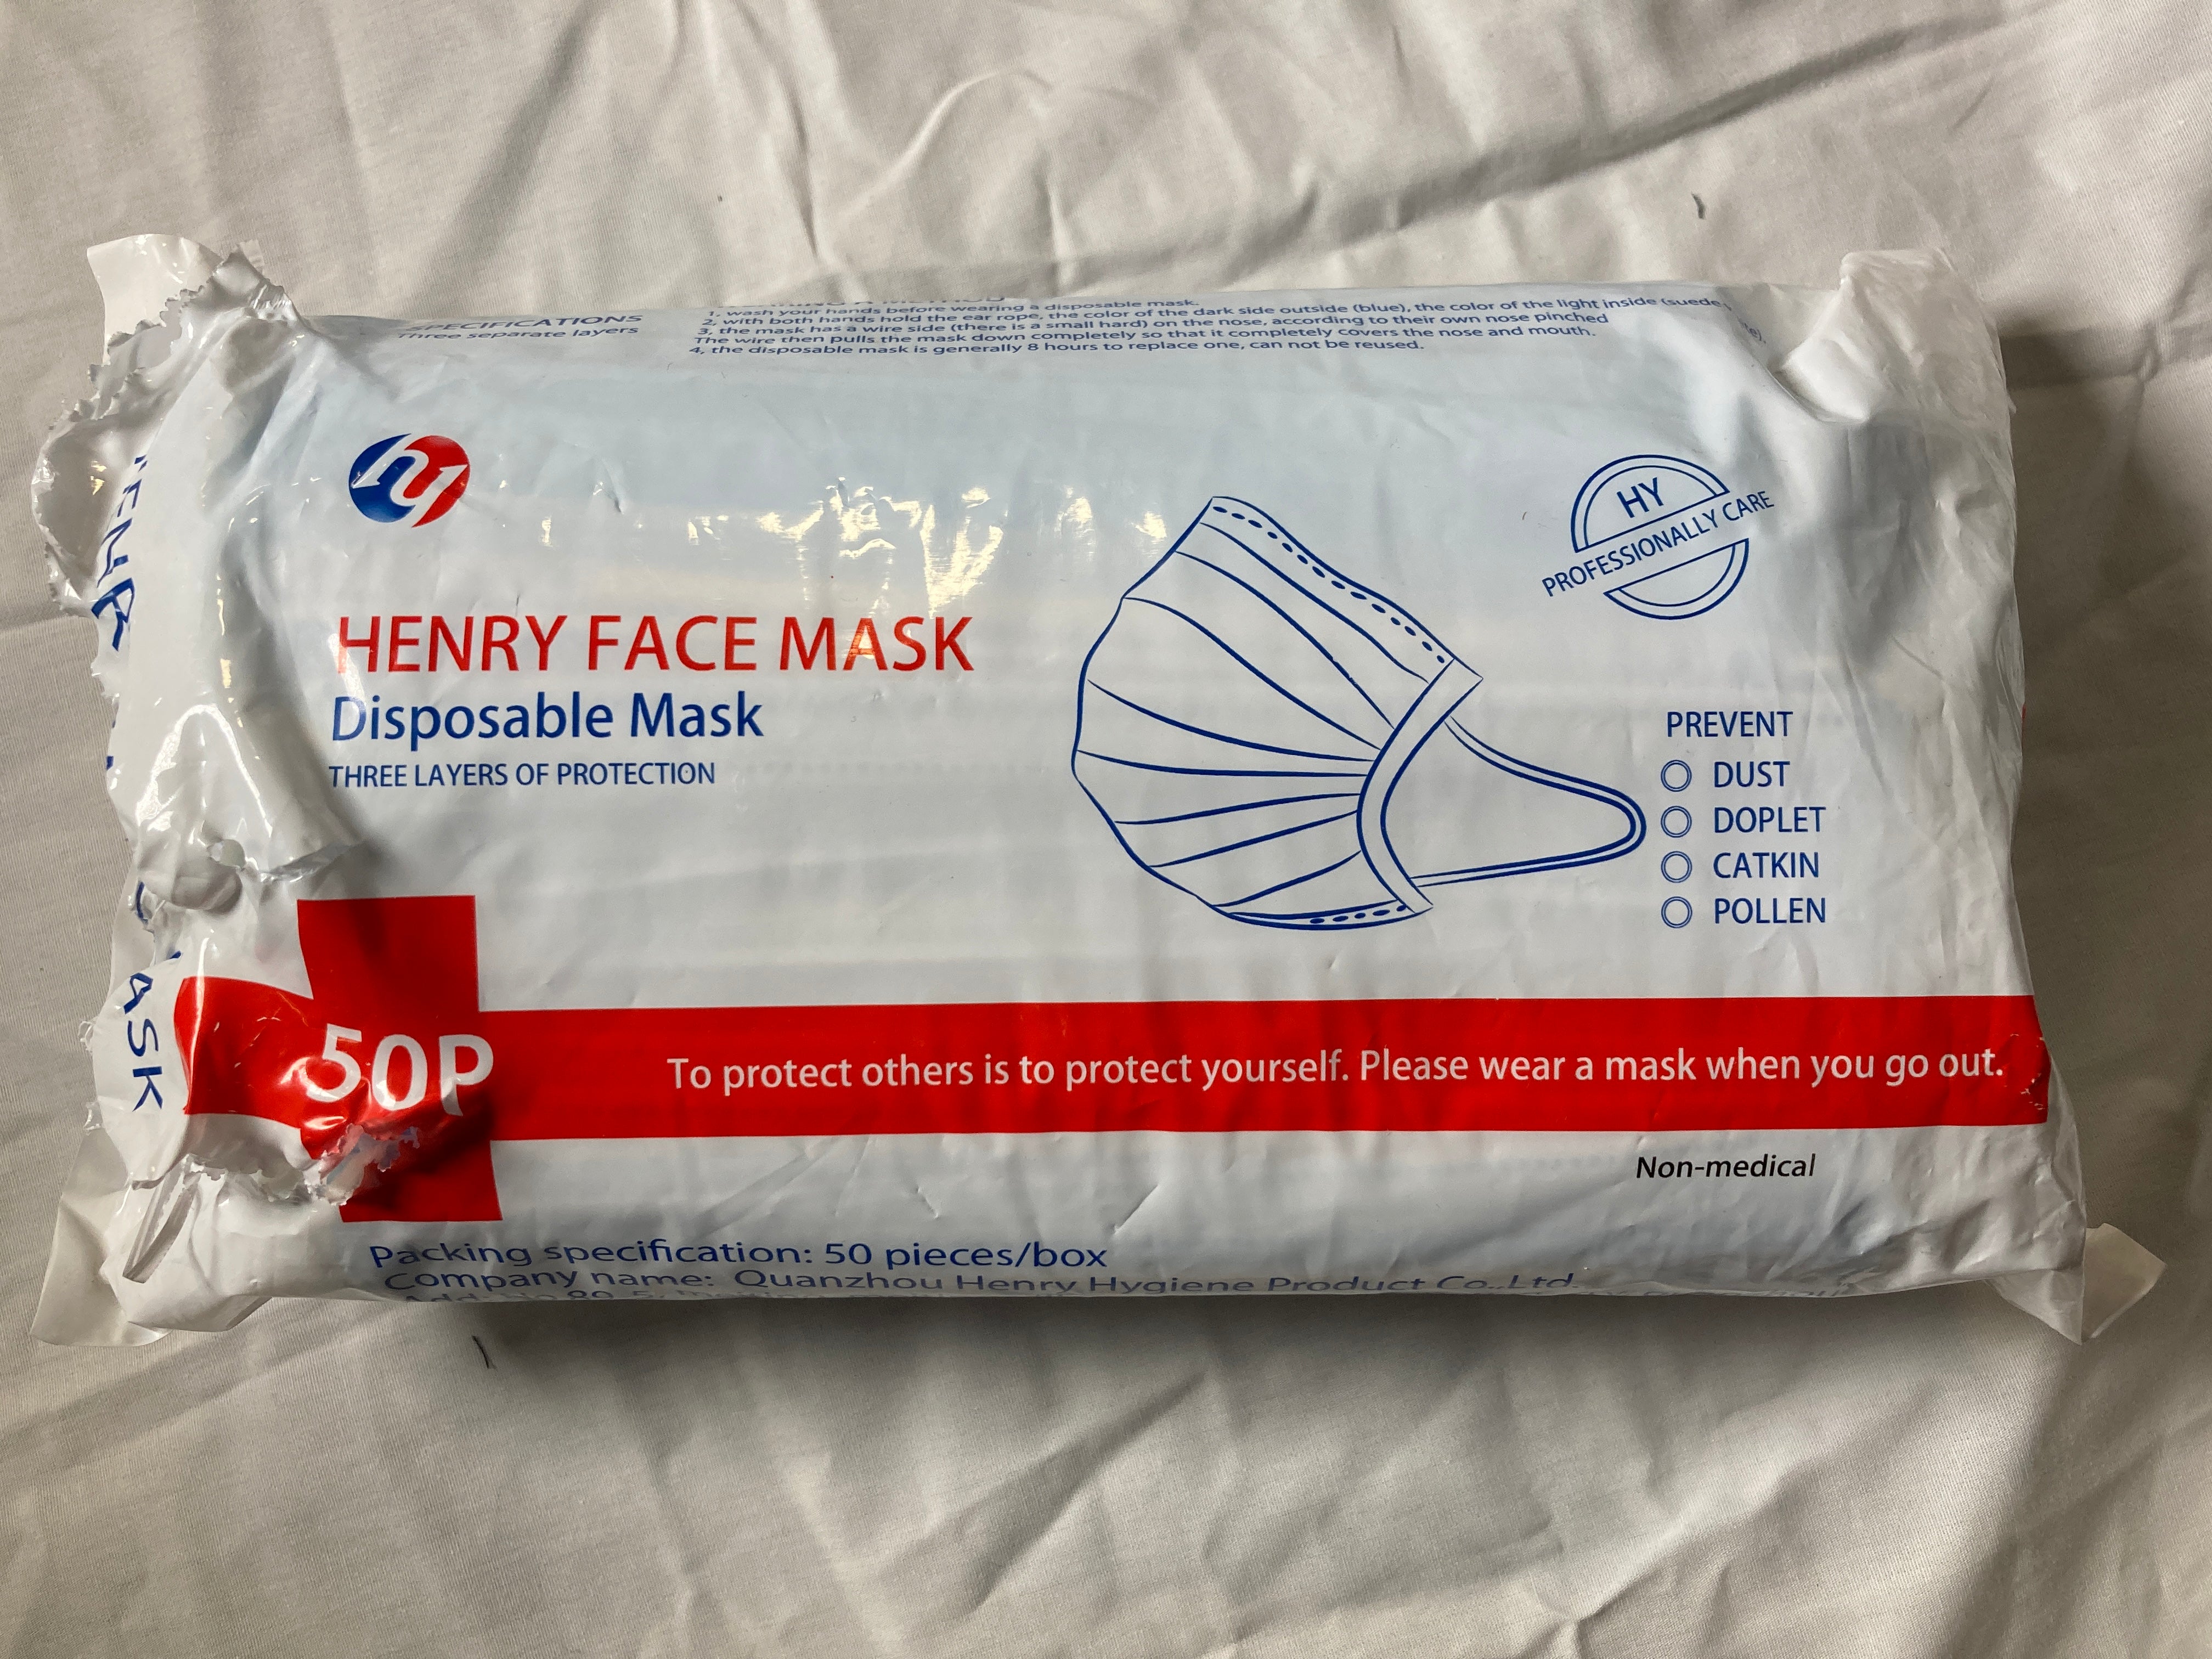 SPECIFICATIONS
Three separate layers
1, wash your hands before wearing a disposable mask.
2, with both hands hold the ear rope, the color of the dark side outside (blue), the color of the light inside (suede
3, the mask has a wire side (there is a small hard) on the nose, according to their own nose pinched
The wire then pulls the mask down completely so that it completely covers the nose and mouth.
4, the disposable mask is generally 8 hours to replace one, can not be reused.
hy
HY
PROFESSIONALLY CARE
HENRY FACE MASK
Disposable Mask
THREE LAYERS OF PROTECTION
PREVENT
DUST
DOPLET
CATKIN
POLLEN
50P
To protect others is to protect yourself. Please wear a mask when you go out.
Non-medical
Packing specification: 50 pieces/box
Company name: Quanzhou Henry Hygiene Product Co.,Ltd.